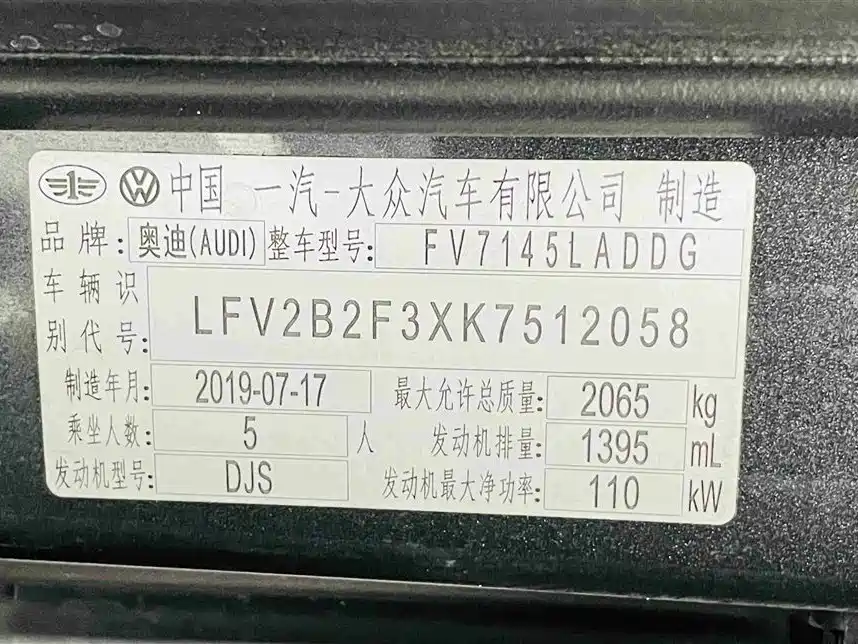 中国 一汽-大众汽车有限公司 制造
品牌: 奥迪(AUDI) 整车型号: FV7145LADDG
车辆识别代号: LFV2B2F3XK7512058
制造年月: 2019-07-17 最大允许总质量: 2065 kg
乘坐人数: 5 人 发动机排量: 1395 mL
发动机型号: DJS 发动机最大净功率: 110 kW